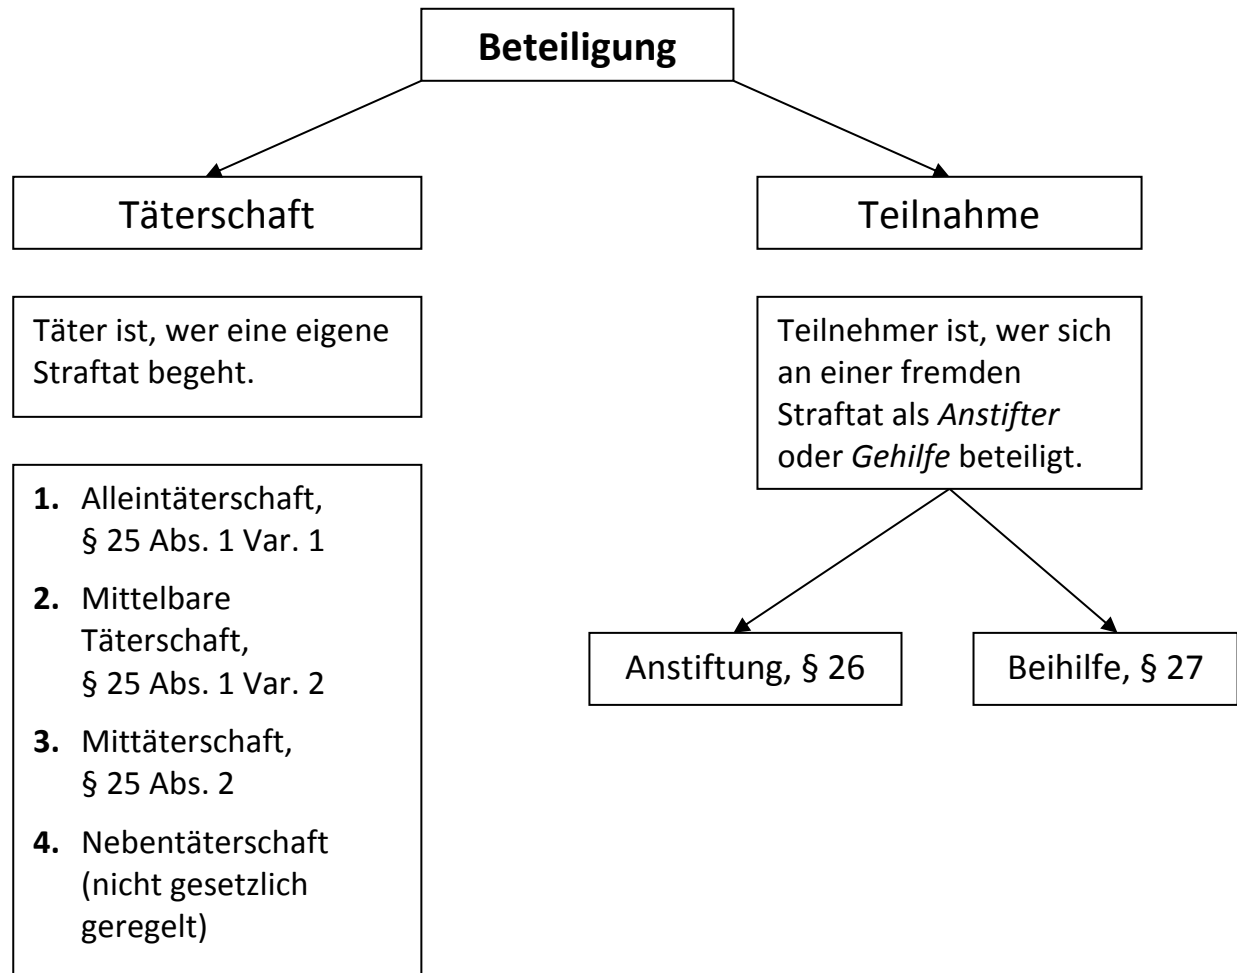 Beteiligung
Täterschaft
Teilnahme
Täter ist, wer eine eigene
Straftat begeht.
Teilnehmer ist, wer sich
an einer fremden
Straftat als Anstifter
oder Gehilfe beteiligt.
1. Alleintäterschaft,
§ 25 Abs. 1 Var. 1
2. Mittelbare
Täterschaft,
§ 25 Abs. 1 Var. 2
3. Mittäterschaft,
§ 25 Abs. 2
4. Nebentäterschaft
(nicht gesetzlich
geregelt)
Anstiftung, § 26
Beihilfe, § 27